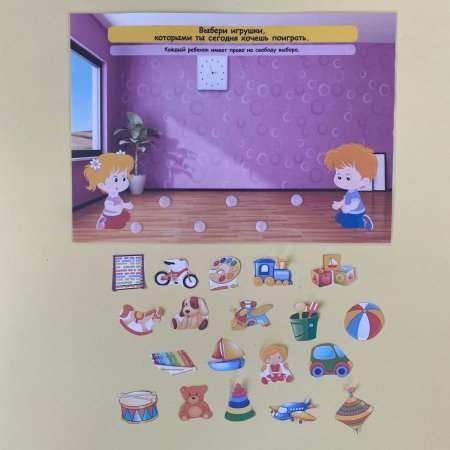 Выбери игрушки,
которыми ты сегодня хочешь поиграть.
Каждый ребенок имеет право на свободу выбора.